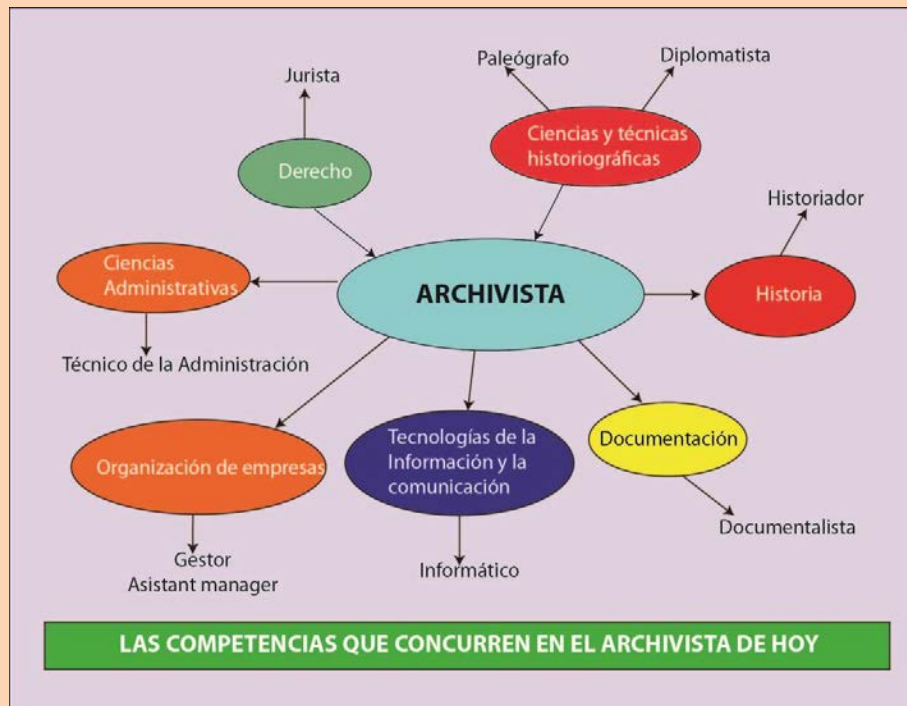 Jurista
Paleógrafo
Diplomatista
Derecho
Ciencias y técnicas
historiográficas
Historiador
Ciencias
Administrativas
ARCHIVISTA
Historia
Técnico de la Administración
Organización de empresas
Tecnologías de la
Información y la
comunicación
Documentación
Gestor
Asistant manager
Informático
Documentalista
LAS COMPETENCIAS QUE CONCURREN EN EL ARCHIVISTA DE HOY